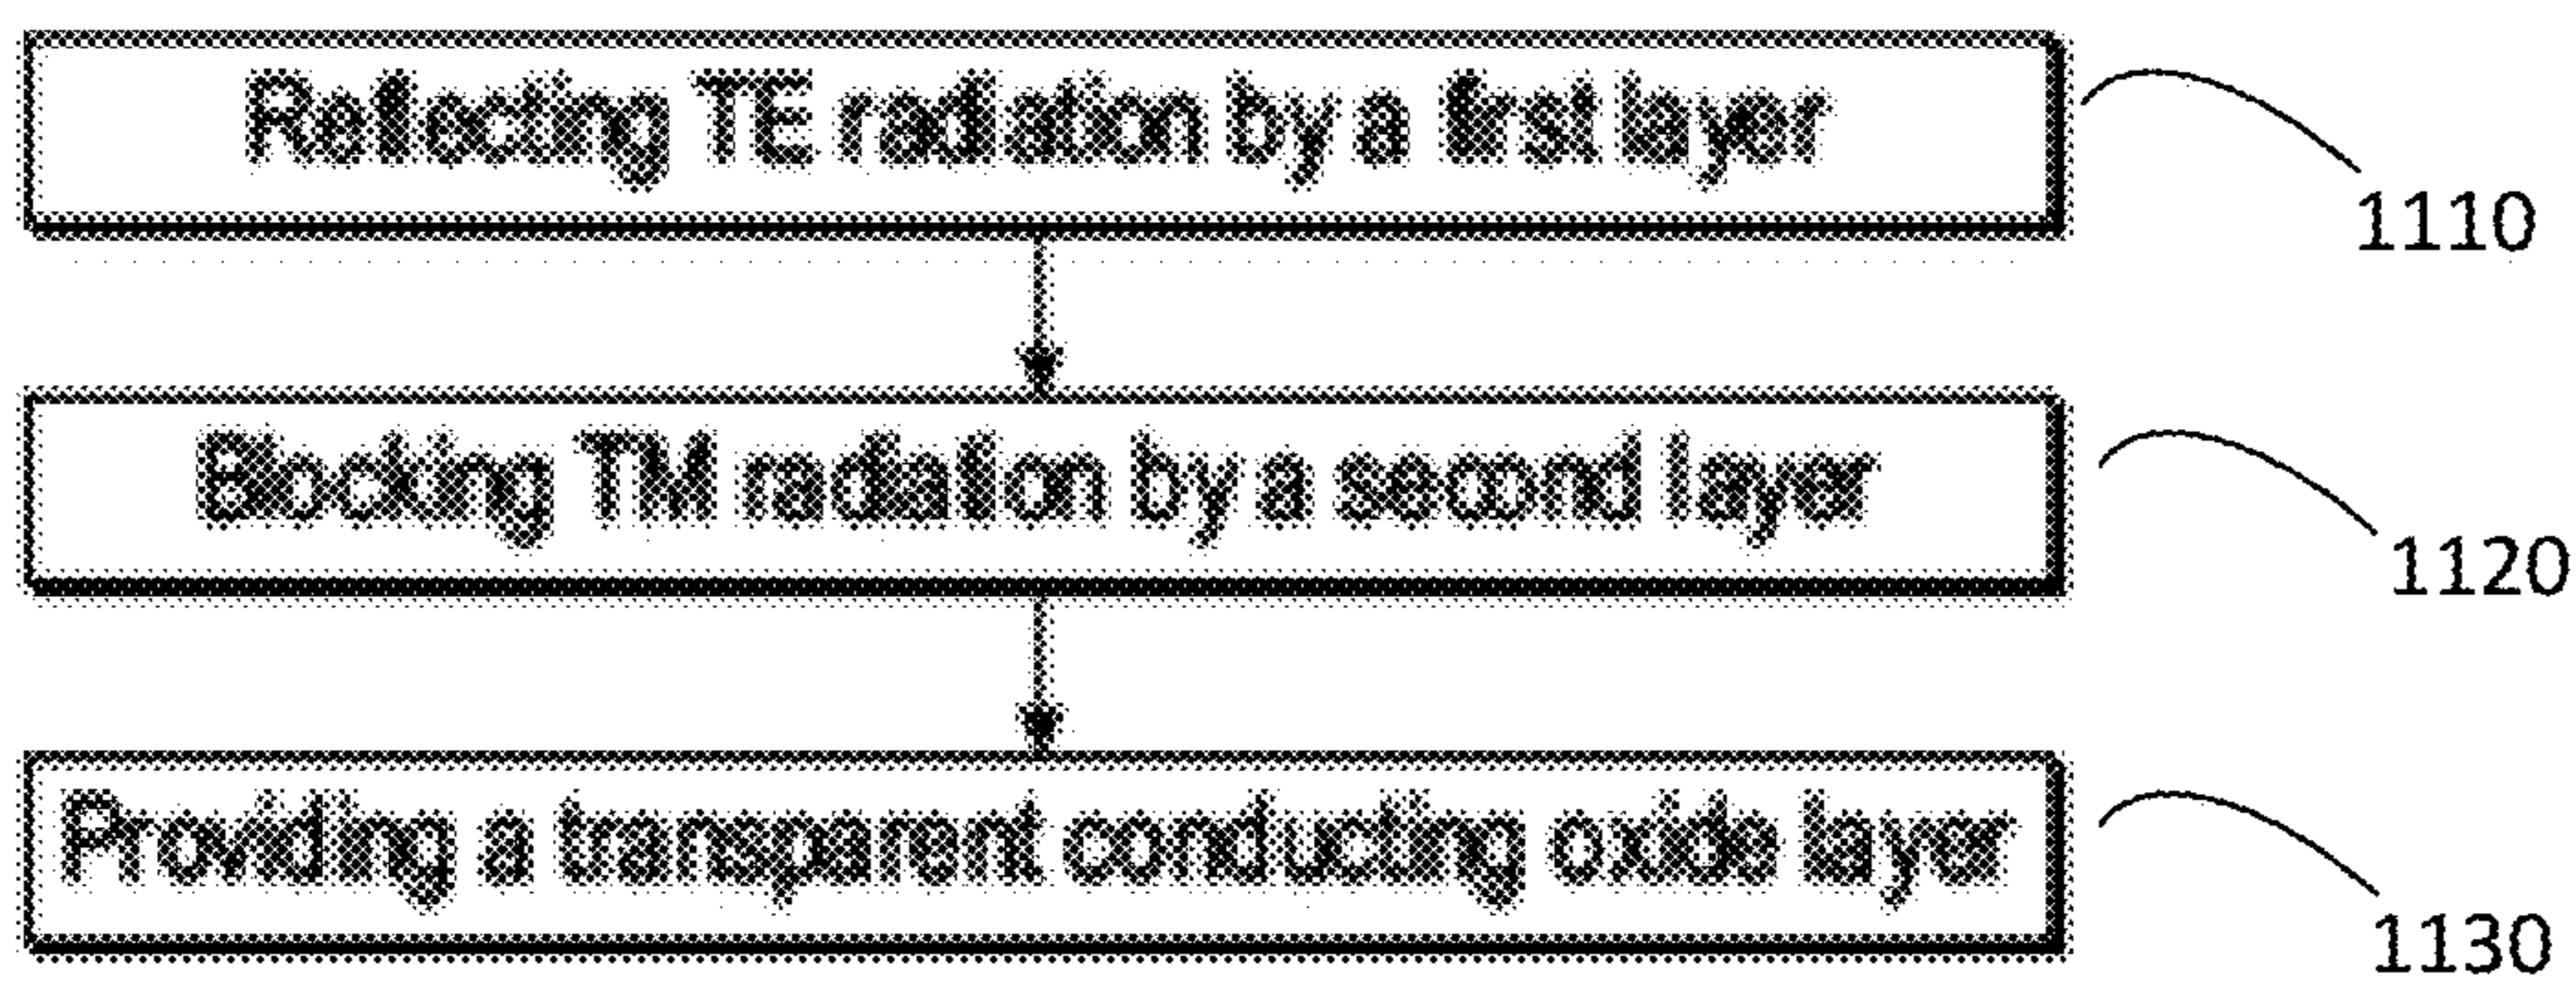 Reflecting TE radiation by a first layer
1110
Blocking TM radiation by a second layer
1120
Providing a transparent conducting oxide layer
1130